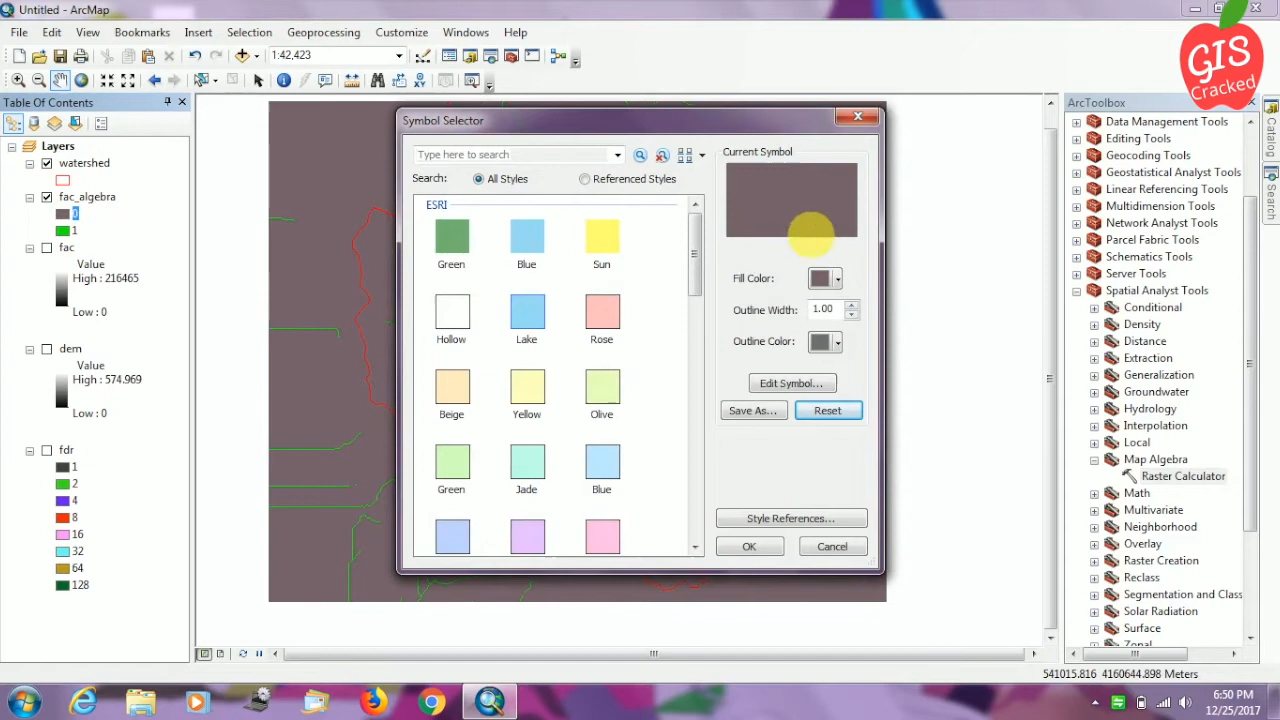 Untitled - ArcMap
File Edit View Bookmarks Insert Selection Geoprocessing Customize Windows Help
1:42,423
GIS
Cracked
Table Of Contents
Layers
watershed
fac_algebra
0
1
fac
Value
High : 216465
Low : 0
dem
Value
High : 574.969
Low : 0
fdr
1
2
4
8
16
32
64
128
Symbol Selector
Type here to search
Search: All Styles Referenced Styles
ESRI
Green Blue Sun
Hollow Lake Rose
Beige Yellow Olive
Green Jade Blue
Current Symbol
Fill Color:
Outline Width: 1.00
Outline Color:
Edit Symbol...
Save As... Reset
Style References...
OK Cancel
ArcToolbox
Data Management Tools
Editing Tools
Geocoding Tools
Geostatistical Analyst Tools
Linear Referencing Tools
Multidimension Tools
Network Analyst Tools
Parcel Fabric Tools
Schematics Tools
Server Tools
Spatial Analyst Tools
Conditional
Density
Distance
Extraction
Generalization
Groundwater
Hydrology
Interpolation
Local
Map Algebra
Raster Calculator
Math
Multivariate
Neighborhood
Overlay
Raster Creation
Reclass
Segmentation and Class
Solar Radiation
Surface
Zonal
Catalog
Search
541015.816 4160644.898 Meters
6:50 PM
12/25/2017